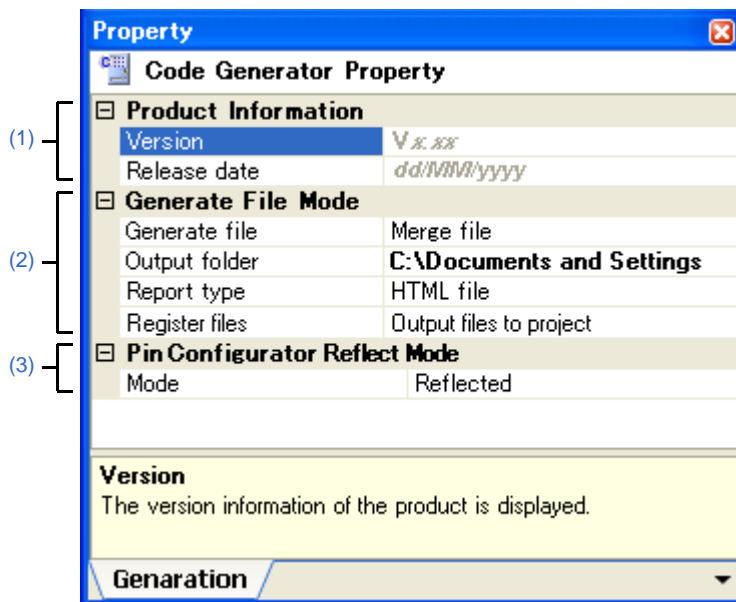 Property
Code Generator Property
(1)
Product Information
Version V x.xx
Release date dd/MM/yyyy
(2)
Generate File Mode
Generate file Merge file
Output folder C:\Documents and Settings
Report type HTML file
Register files Output files to project
(3)
Pin Configurator Reflect Mode
Mode Reflected
Version
The version information of the product is displayed.
Genaration